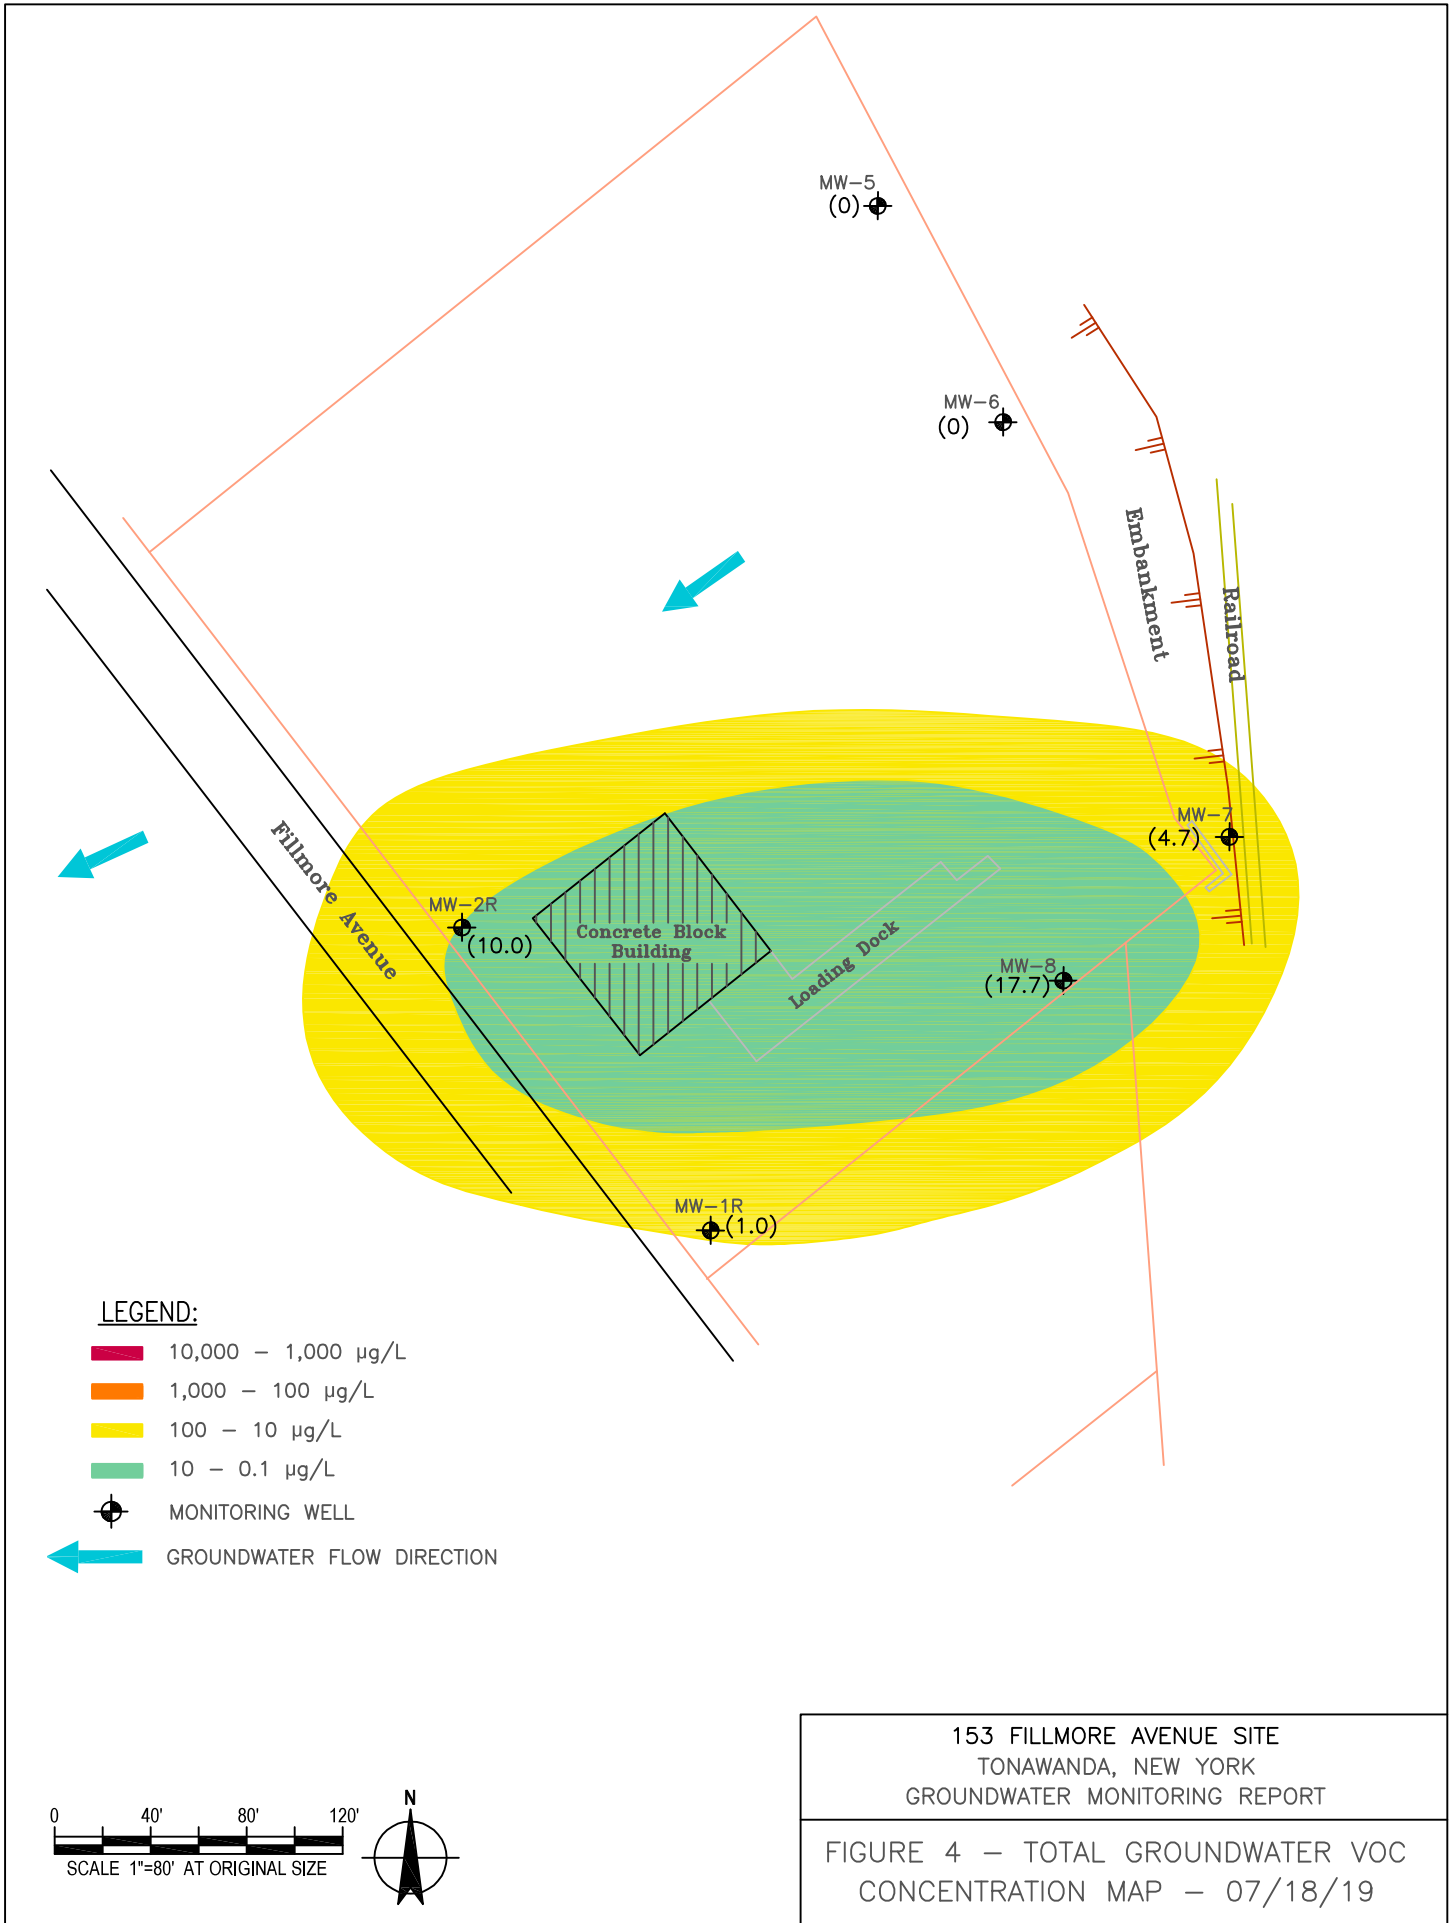 MW-5
(0)
MW-6
(0)
Embankment
Railroad
MW-7
(4.7)
Fillmore Avenue
MW-2R
(10.0)
Concrete Block
Building
Loading Dock
MW-8
(17.7)
MW-1R
(1.0)
LEGEND:
10,000 - 1,000 µg/L
1,000 - 100 µg/L
100 - 10 µg/L
10 - 0.1 µg/L
MONITORING WELL
GROUNDWATER FLOW DIRECTION
0 40' 80' 120'
SCALE 1"=80' AT ORIGINAL SIZE
N
153 FILLMORE AVENUE SITE
TONAWANDA, NEW YORK
GROUNDWATER MONITORING REPORT
FIGURE 4 - TOTAL GROUNDWATER VOC
CONCENTRATION MAP - 07/18/19